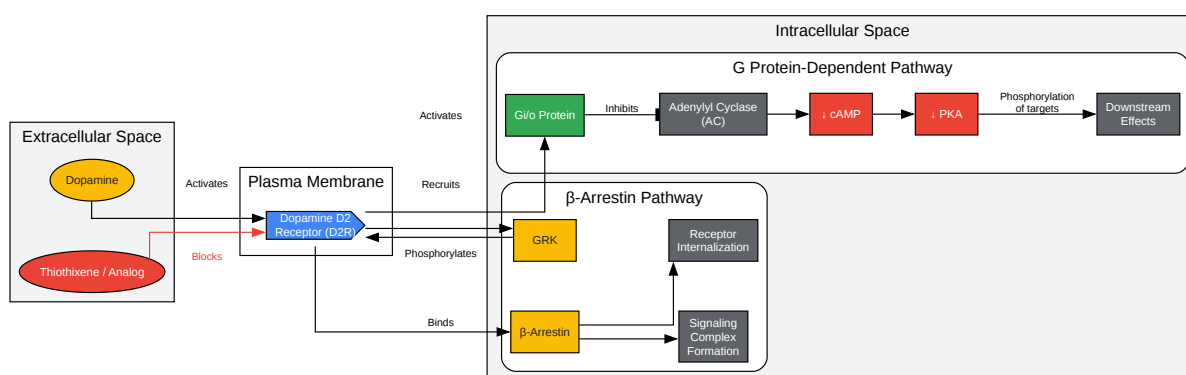 Intracellular Space
G Protein-Dependent Pathway
Gi/o Protein
Inhibits
Adenylyl Cyclase
(AC)
↓ cAMP
↓ PKA
Phosphorylation
of targets
Downstream
Effects
Activates
Extracellular Space
Dopamine
Activates
Thiothixene / Analog
Blocks
Plasma Membrane
Dopamine D2
Receptor (D2R)
Recruits
Phosphorylates
Binds
β-Arrestin Pathway
GRK
Receptor
Internalization
β-Arrestin
Signaling
Complex
Formation